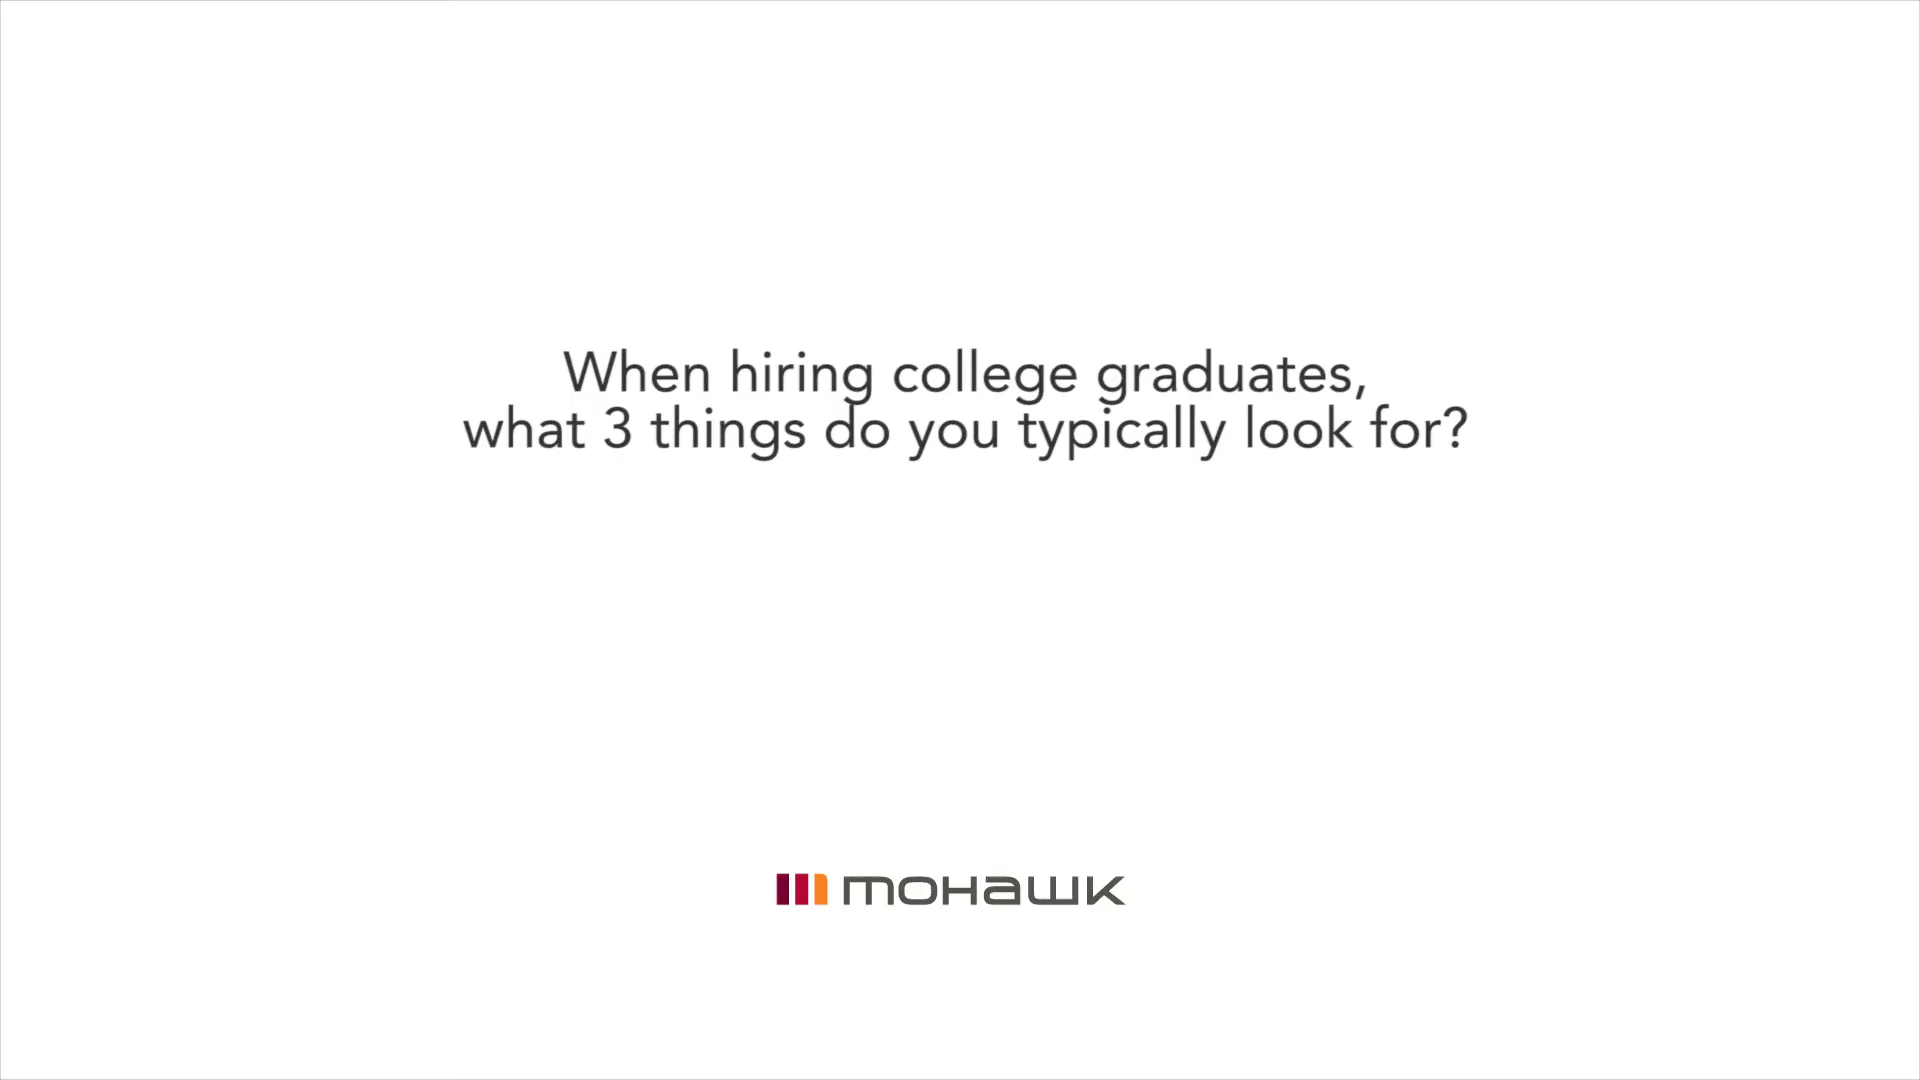 When hiring college graduates,
what 3 things do you typically look for?
mohawk